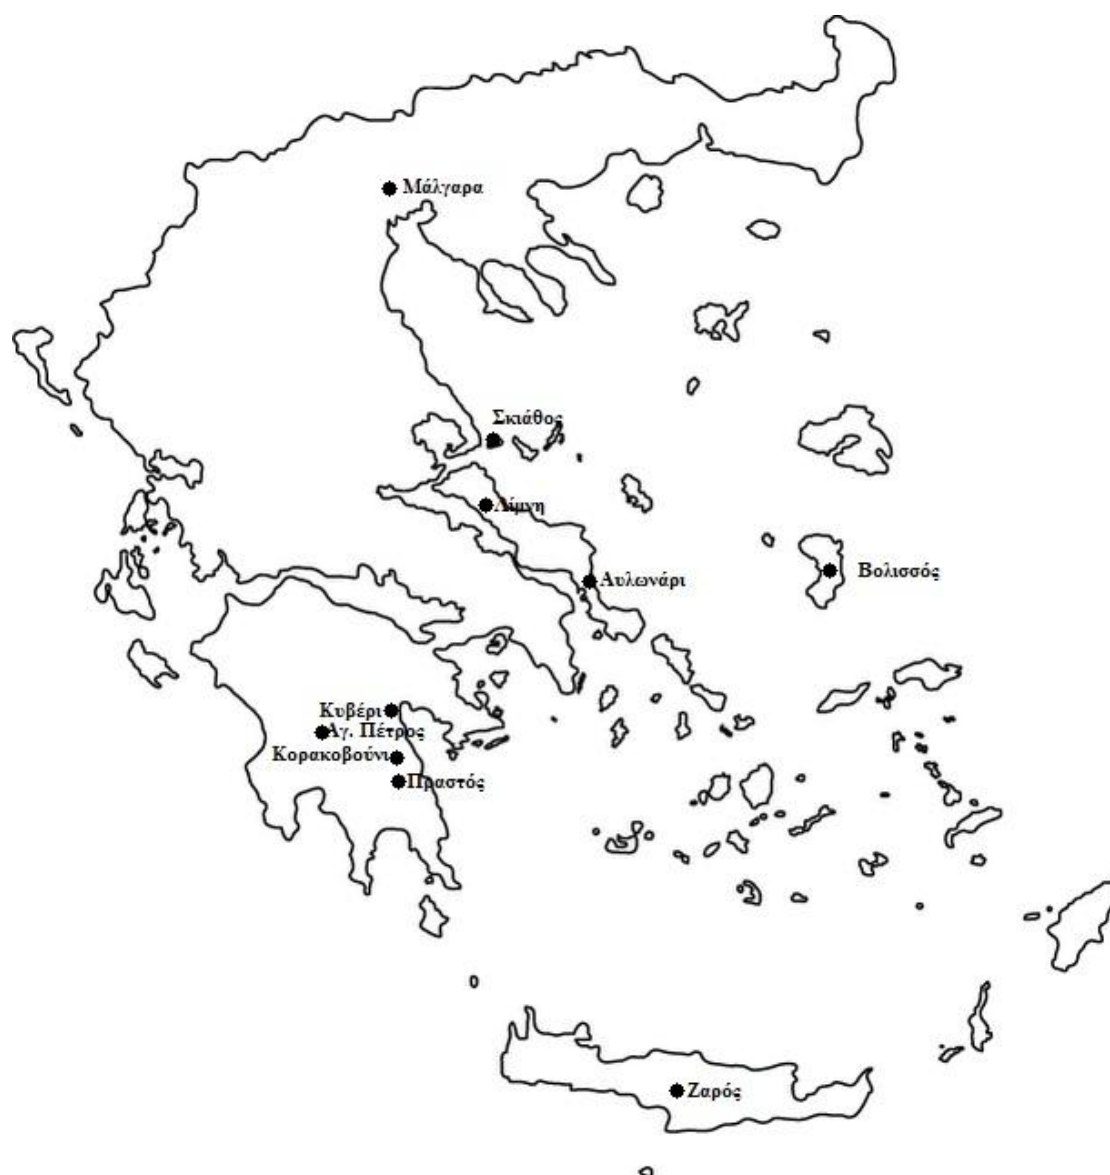 Μάλγαρα
Σκιάθος
Λίμνη
Βολισσός
Αυλωνάρι
Κυβέρι
Αγ. Πέτρος
Κορακοβούνι
Πραστός
Ζαρός